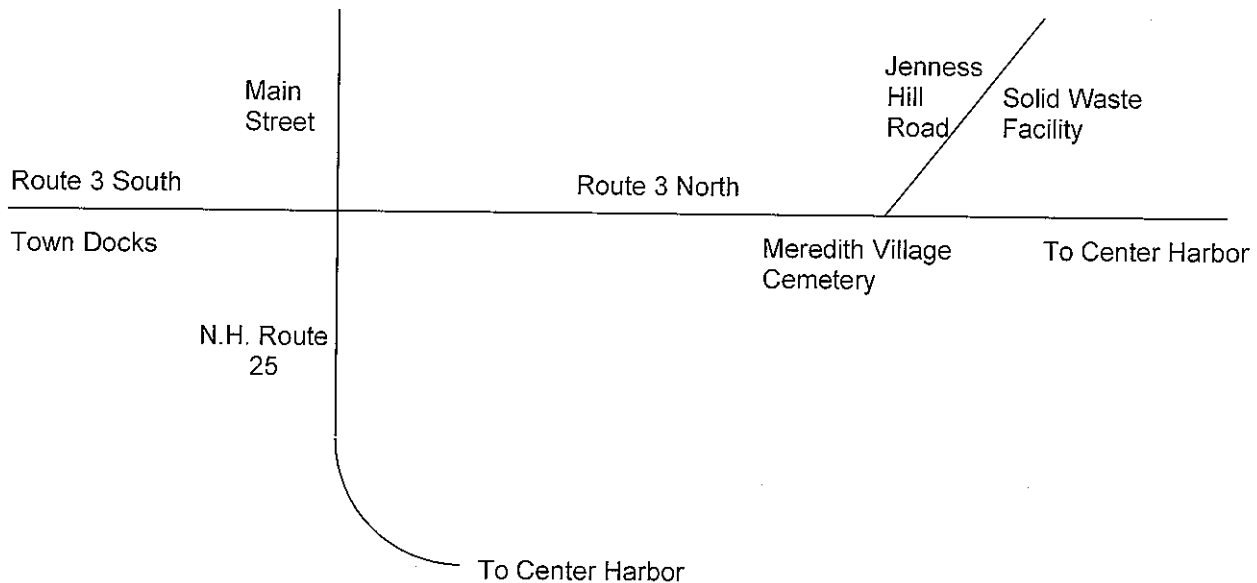 Main
Street
Jenness
Hill
Road
Solid Waste
Facility
Route 3 South
Route 3 North
Town Docks
Meredith Village
Cemetery
To Center Harbor
N.H. Route
25
To Center Harbor